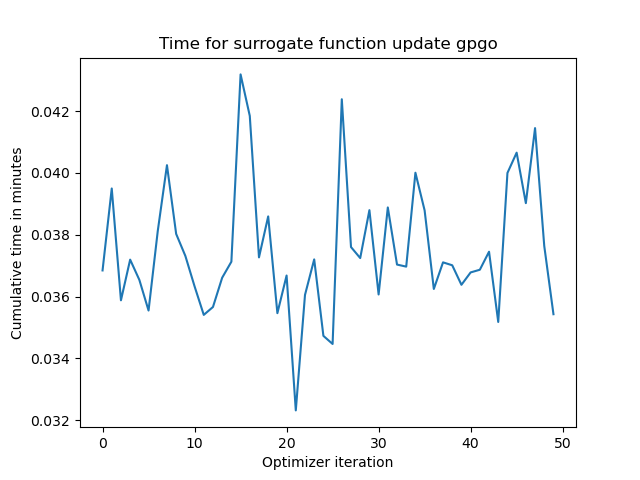 Time for surrogate function update gpgo
Cumulative time in minutes
0.042
0.040
0.038
0.036
0.034
0.032
0 10 20 30 40 50
Optimizer iteration